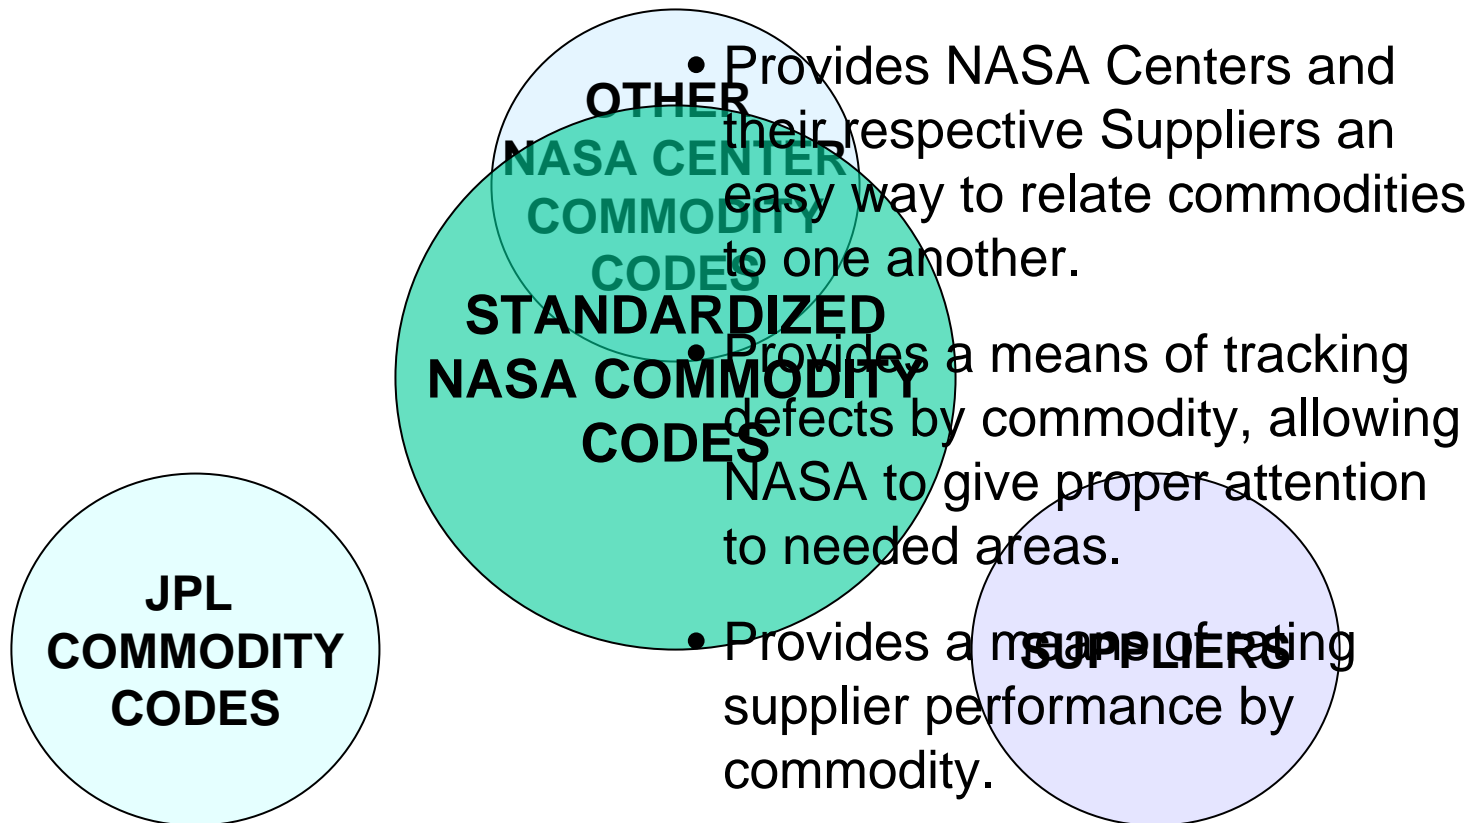 OTHER
NASA CENTER
COMMODITY
CODES
STANDARDIZED
NASA COMMODITY
CODES
JPL
COMMODITY
CODES
SUPPLIERS
• Provides NASA Centers and
their respective Suppliers an
easy way to relate commodities
to one another.
• Provides a means of tracking
defects by commodity, allowing
NASA to give proper attention
to needed areas.
• Provides a means of rating
supplier performance by
commodity.